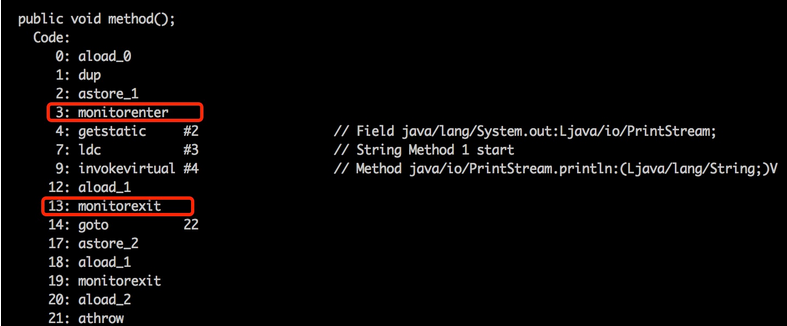 public void method();
Code:
0: aload_0
1: dup
2: astore_1
3: monitorenter
4: getstatic #2 // Field java/lang/System.out:Ljava/io/PrintStream;
7: ldc #3 // String Method 1 start
9: invokevirtual #4 // Method java/io/PrintStream.println:(Ljava/lang/String;)V
12: aload_1
13: monitorexit
14: goto 22
17: astore_2
18: aload_1
19: monitorexit
20: aload_2
21: athrow